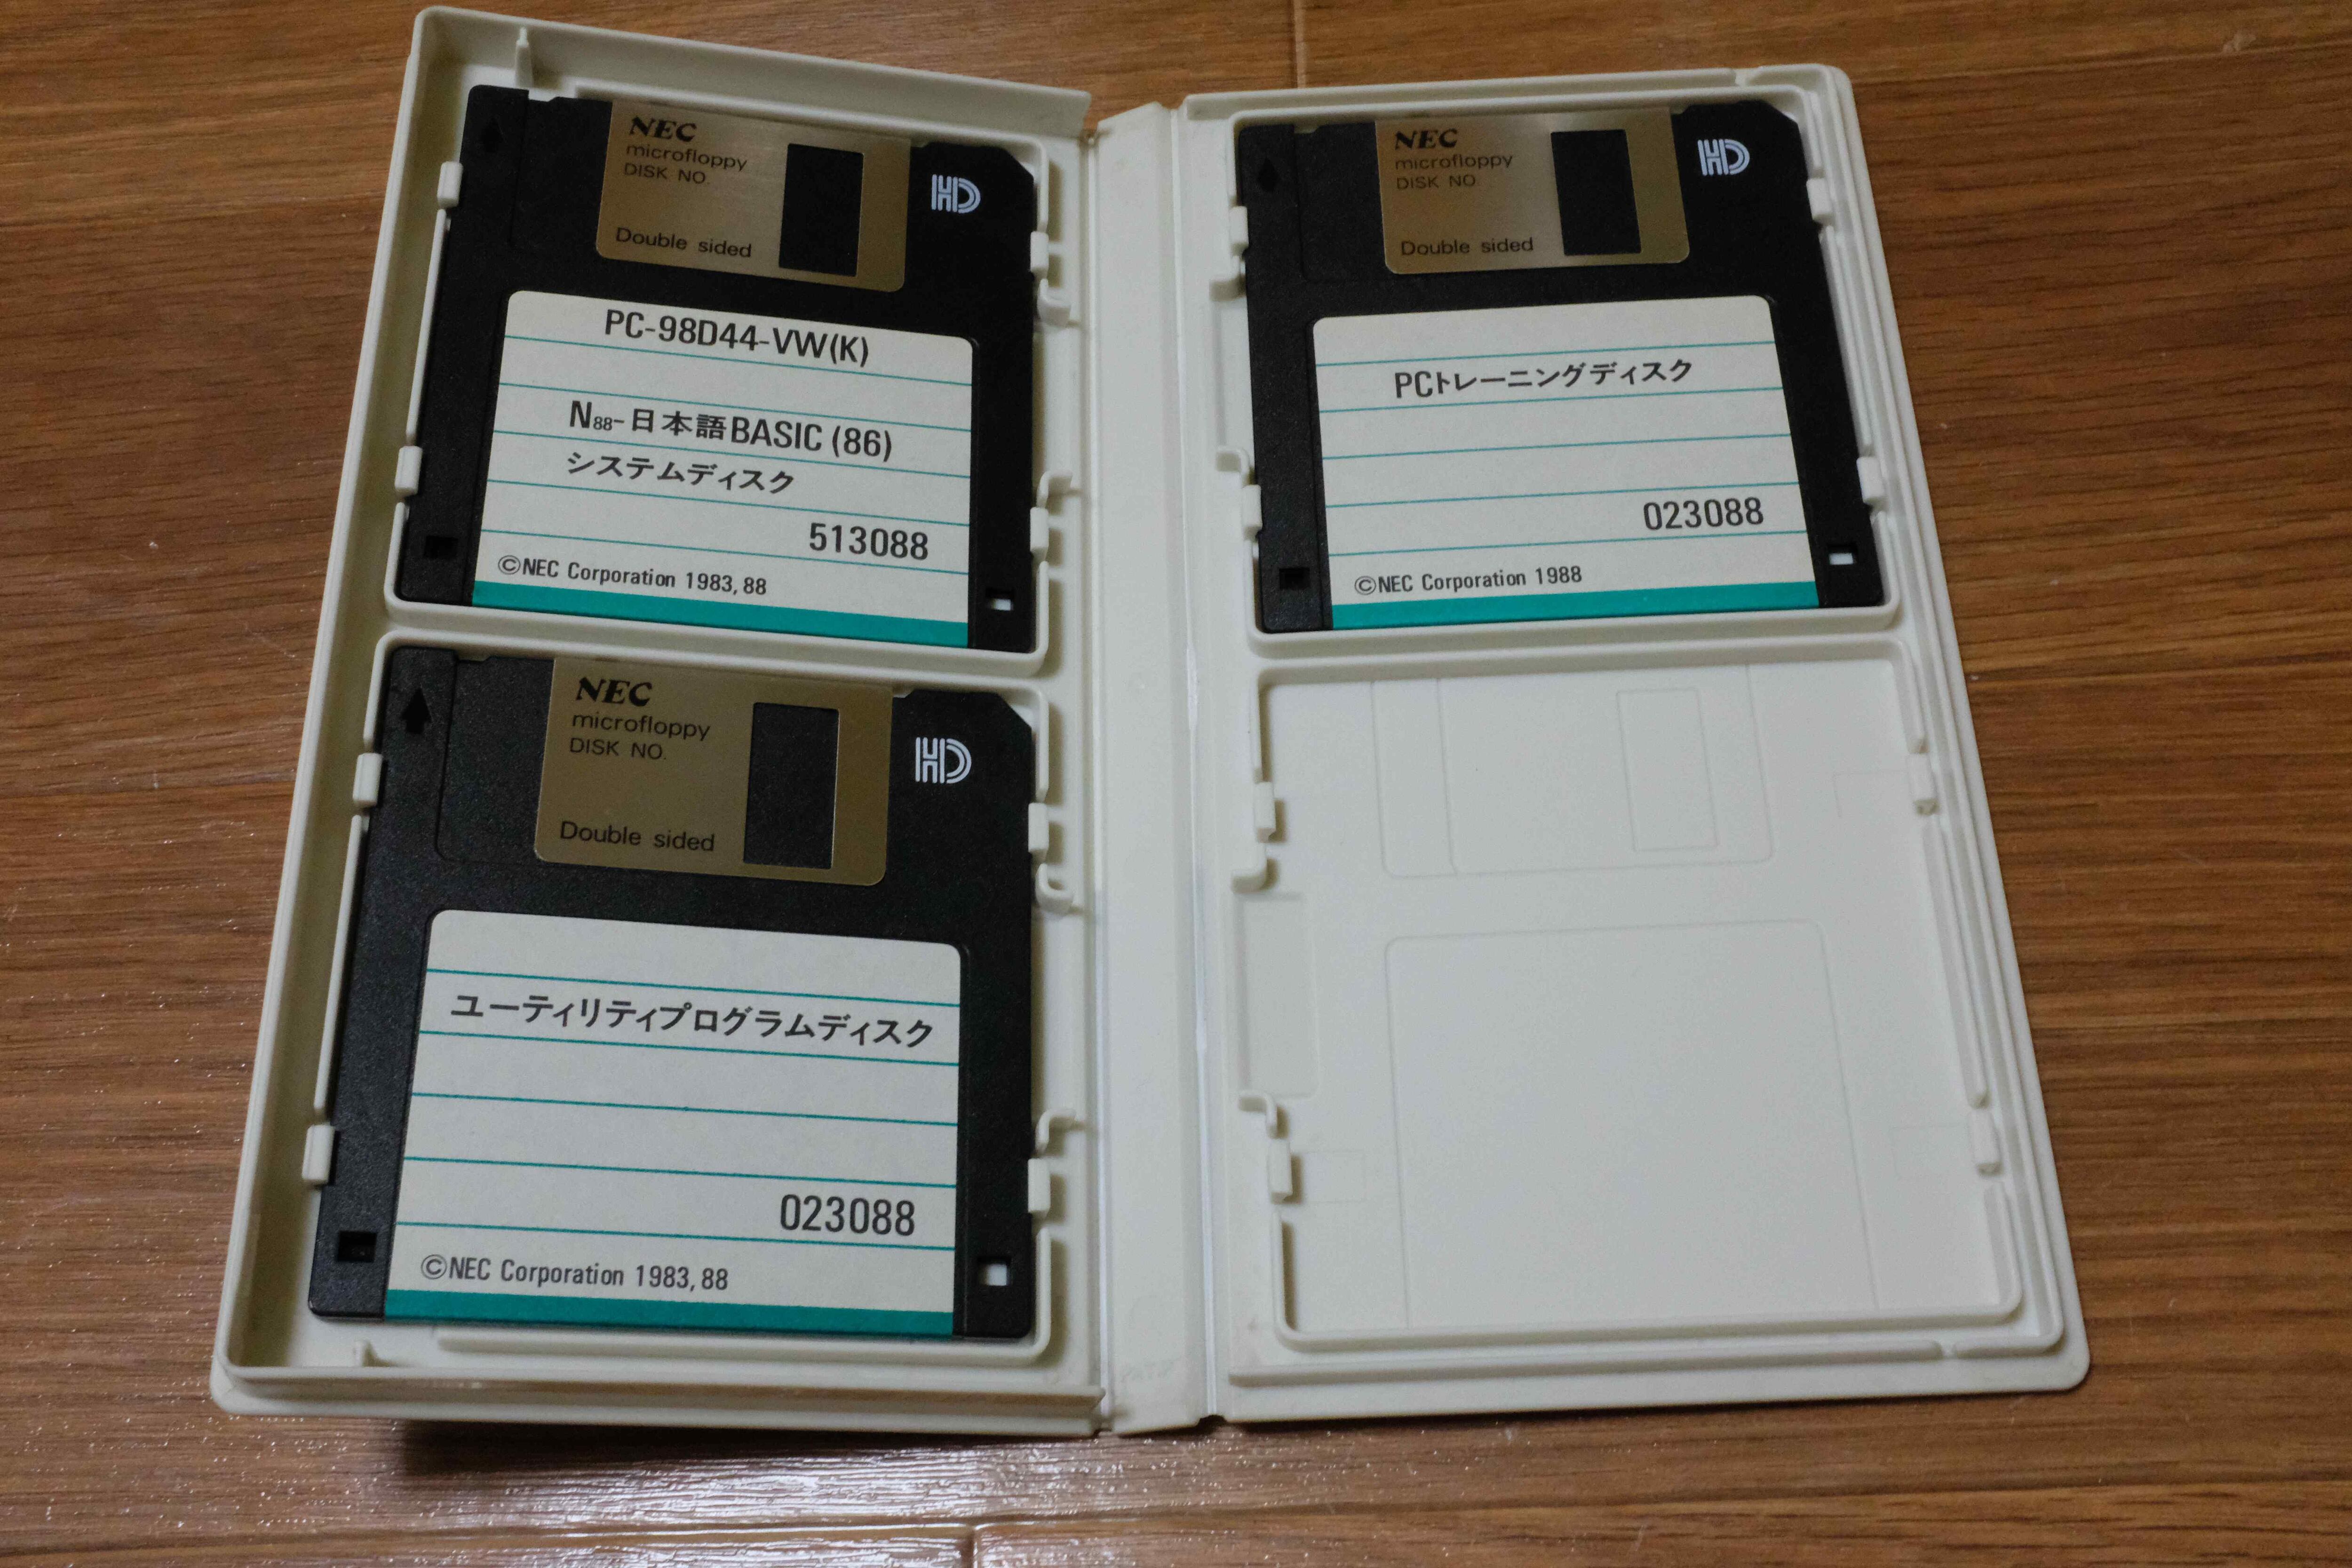 NEC
microfloppy
DISK NO.
Double sided
HD
PC-98D44-VW(K)
N88-日本語BASIC(86)
システムディスク
513088
©NEC Corporation 1983,88
NEC
microfloppy
DISK NO.
Double sided
HD
ユーティリティプログラムディスク
023088
©NEC Corporation 1983,88
NEC
microfloppy
DISK NO.
Double sided
HD
PCトレーニングディスク
023088
©NEC Corporation 1988